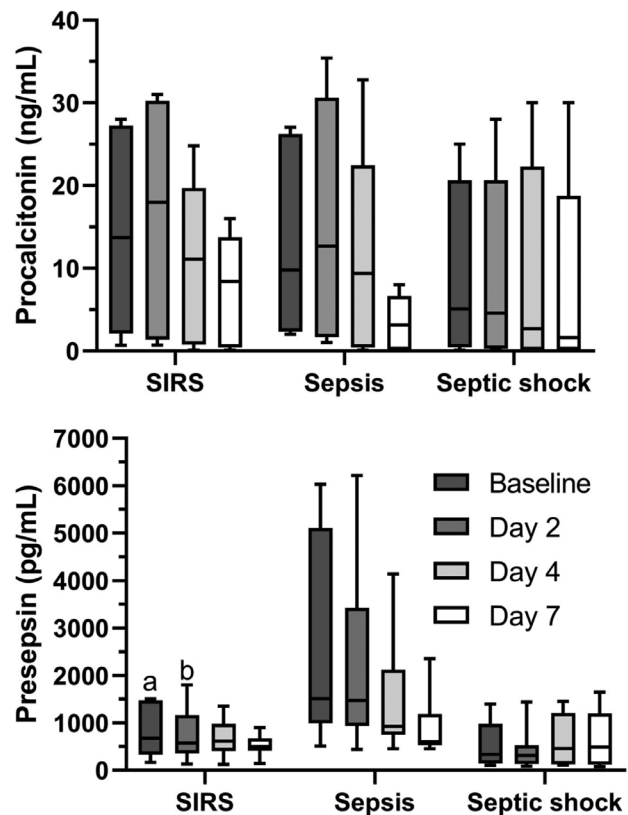 Procalcitonin (ng/mL)
40
30
20
10
0
SIRS Sepsis Septic shock
Presepsin (pg/mL)
7000
6000
5000
4000
3000
2000
1000
0
Baseline
Day 2
Day 4
Day 7
a b
SIRS Sepsis Septic shock